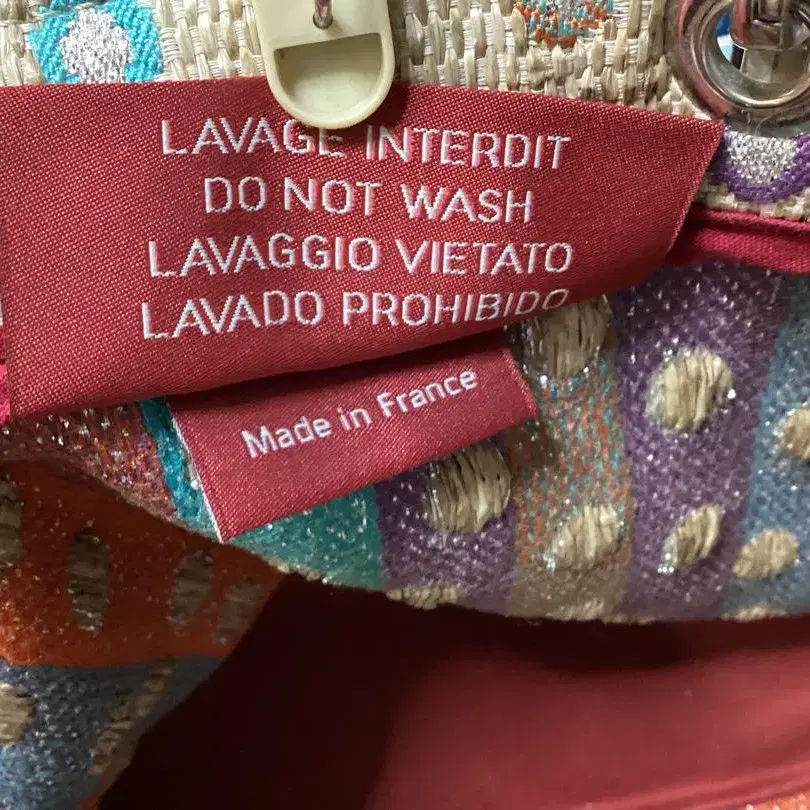 LAVAGE INTERDIT
DO NOT WASH
LAVAGGIO VIETATO
LAVADO PROHIBIDO
Made in France